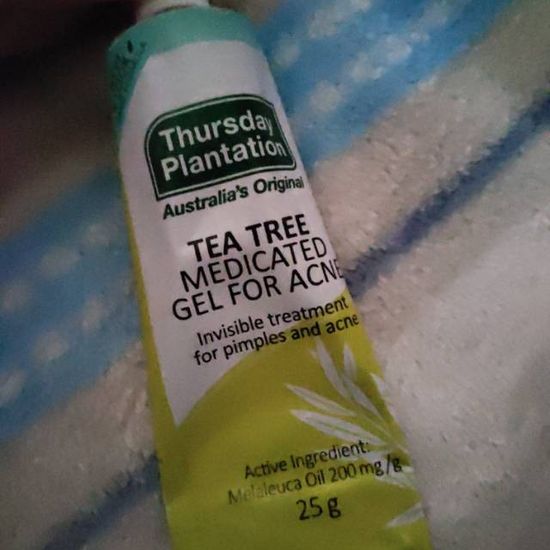 Thursday
Plantation
Australia's Original
TEA TREE
MEDICATED
GEL FOR ACNE
Invisible treatment
for pimples and acne
Active Ingredient:
Melaleuca Oil 200 mg/g
25 g